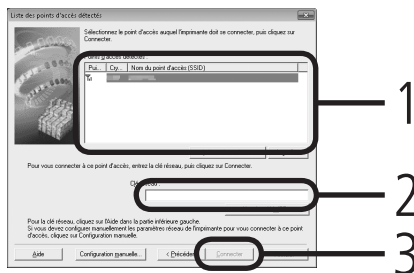 Liste des points d'accès détectés
Sélectionnez le point d'accès auquel l'imprimante doit se connecter, puis cliquez sur
Connecter.
Points d'accès détectés :
Pui... Cry... Nom du point d'accès (SSID)
1
Pour vous connecter à ce point d'accès, entrez la clé réseau, puis cliquez sur Connecter.
Clé réseau :
2
Pour la clé réseau, cliquez sur l'Aide dans la partie inférieure gauche.
Si vous devez configurer manuellement les paramètres réseau de l'imprimante pour vous connecter à ce point
d'accès, cliquez sur Configuration manuelle.
Aide Configuration manuelle... < Précédent Connecter
3